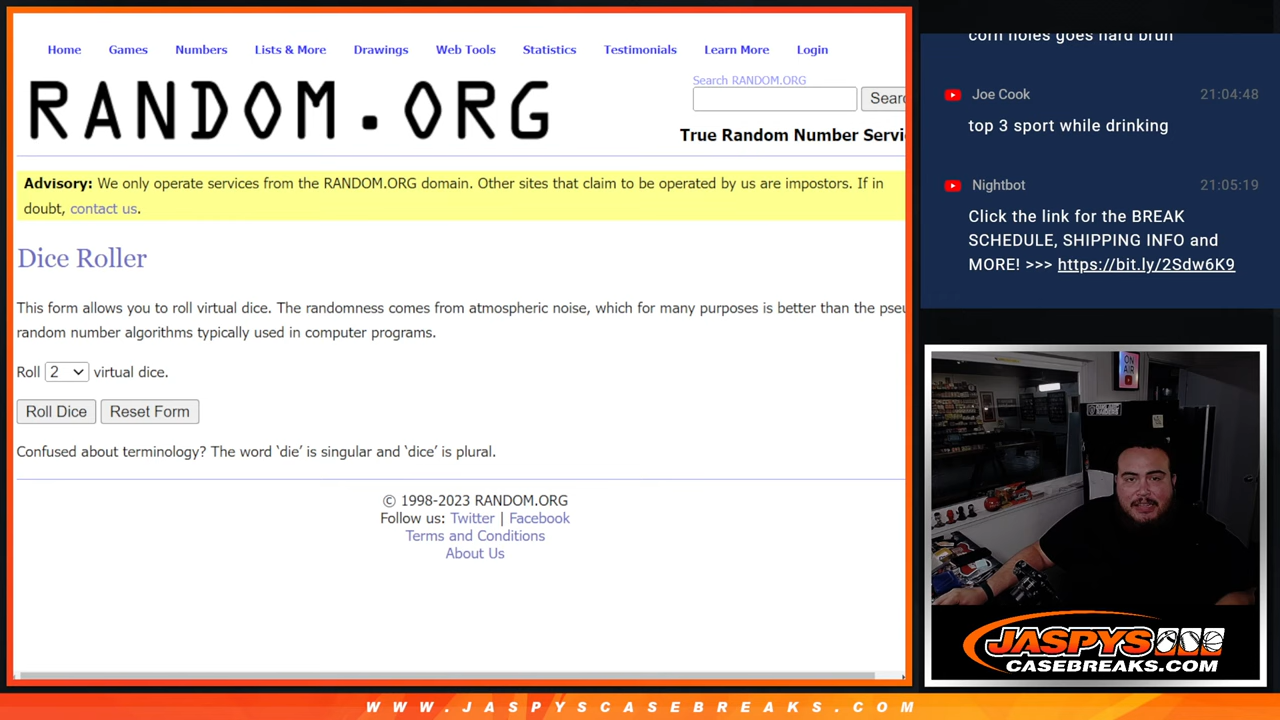 Home Games Numbers Lists & More Drawings Web Tools Statistics Testimonials Learn More Login
RANDOM.ORG
Search RANDOM.ORG
Searc
True Random Number Servi
Advisory: We only operate services from the RANDOM.ORG domain. Other sites that claim to be operated by us are impostors. If in
doubt, contact us.
Dice Roller
This form allows you to roll virtual dice. The randomness comes from atmospheric noise, which for many purposes is better than the pseu
random number algorithms typically used in computer programs.
Roll 2 virtual dice.
Roll Dice Reset Form
Confused about terminology? The word ‘die’ is singular and ‘dice’ is plural.
© 1998-2023 RANDOM.ORG
Follow us: Twitter | Facebook
Terms and Conditions
About Us
corn holes goes hard bruh
Joe Cook 21:04:48
top 3 sport while drinking
Nightbot 21:05:19
Click the link for the BREAK
SCHEDULE, SHIPPING INFO and
MORE! >>> https://bit.ly/2Sdw6K9
ON
AIR
JASPYS
CASEBREAKS.COM
WWW.JASPYSCASEBREAKS.COM